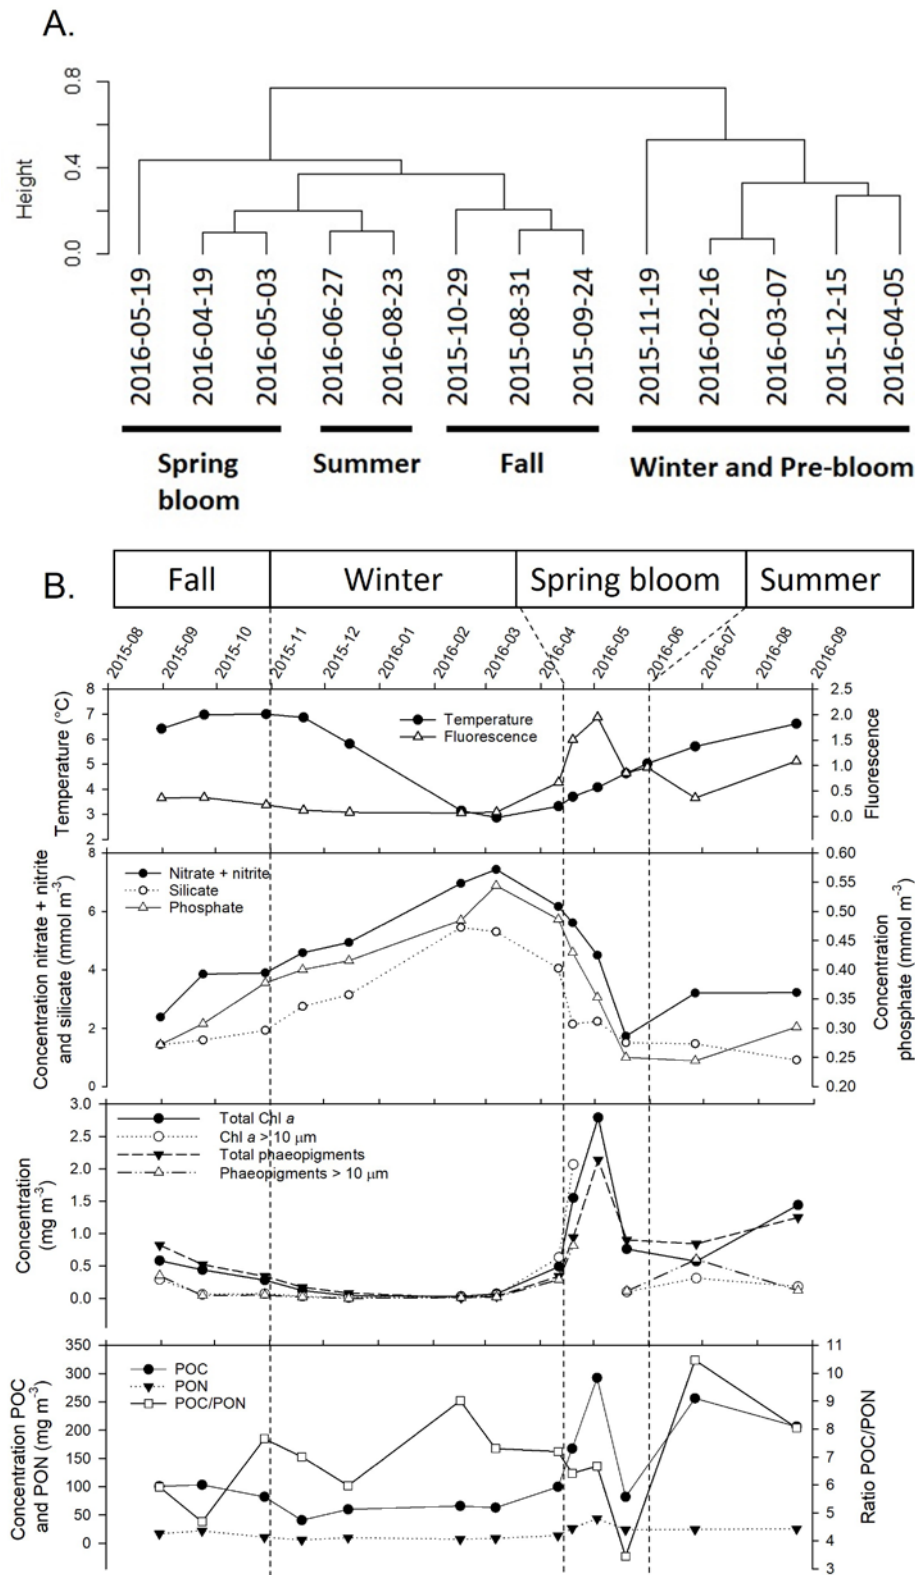 A.
Height
0.8
0.4
0.0
2016-05-19
2016-04-19
2016-05-03
2016-06-27
2016-08-23
2015-10-29
2015-08-31
2015-09-24
2015-11-19
2016-02-16
2016-03-07
2015-12-15
2016-04-05
Spring
bloom
Summer
Fall
Winter and Pre-bloom
B.
Fall
Winter
Spring bloom
Summer
2015-08
2015-09
2015-10
2015-11
2015-12
2016-01
2016-02
2016-03
2016-04
2016-05
2016-06
2016-07
2016-08
2016-09
Temperature (°C)
8
7
6
5
4
3
2
Temperature
Fluorescence
2.5
2.0
1.5
1.0
0.5
0.0
Fluorescence
Concentration nitrate + nitrite
and silicate (mmol m⁻³)
8
6
4
2
0
Nitrate + nitrite
Silicate
Phosphate
0.60
0.50
0.45
0.40
0.35
0.30
0.25
0.20
Concentration
phosphate (mmol m⁻³)
Concentration
(mg m⁻³)
3.0
2.5
2.0
1.5
1.0
0.5
0.0
Total Chl a
Chl a > 10 µm
Total phaeopigments
Phaeopigments > 10 µm
Concentration POC
and PON (mg m⁻³)
350
300
250
200
150
100
50
0
POC
PON
POC/PON
11
10
9
8
7
6
5
4
3
Ratio POC/PON